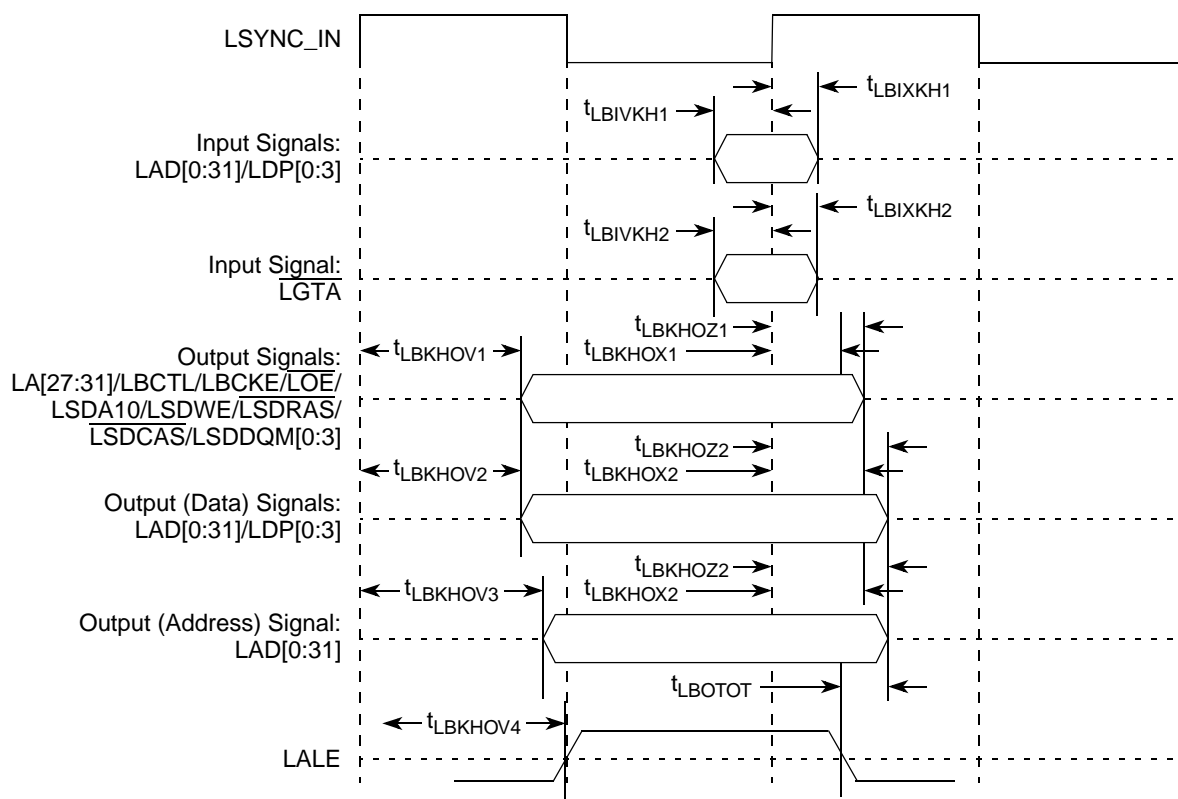 LSYNC_IN
tLBIXKH1
tLBIVKH1
Input Signals:
LAD[0:31]/LDP[0:3]
tLBIXKH2
tLBIVKH2
Input Signal:
LGTA
tLBKHOZ1
tLBKHOV1
tLBKHOX1
Output Signals:
LA[27:31]/LBCTL/LBCKE/LOE/
LSDA10/LSDWE/LSDRAS/
LSDCAS/LSDDQM[0:3]
tLBKHOZ2
tLBKHOV2
tLBKHOX2
Output (Data) Signals:
LAD[0:31]/LDP[0:3]
tLBKHOZ2
tLBKHOV3
tLBKHOX2
Output (Address) Signal:
LAD[0:31]
tLBOTOT
tLBKHOV4
LALE